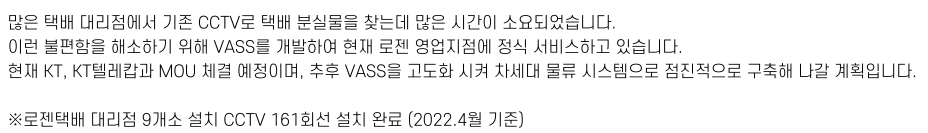 많은 택배 대리점에서 기존 CCTV로 택배 분실물을 찾는데 많은 시간이 소요되었습니다.
이런 불편함을 해소하기 위해 VASS를 개발하여 현재 로젠 영업지점에 정식 서비스하고 있습니다.
현재 KT, KT텔레캅과 MOU 체결 예정이며, 추후 VASS을 고도화 시켜 차세대 물류 시스템으로 점진적으로 구축해 나갈 계획입니다.
※로젠택배 대리점 9개소 설치 CCTV 161회선 설치 완료 (2022.4월 기준)